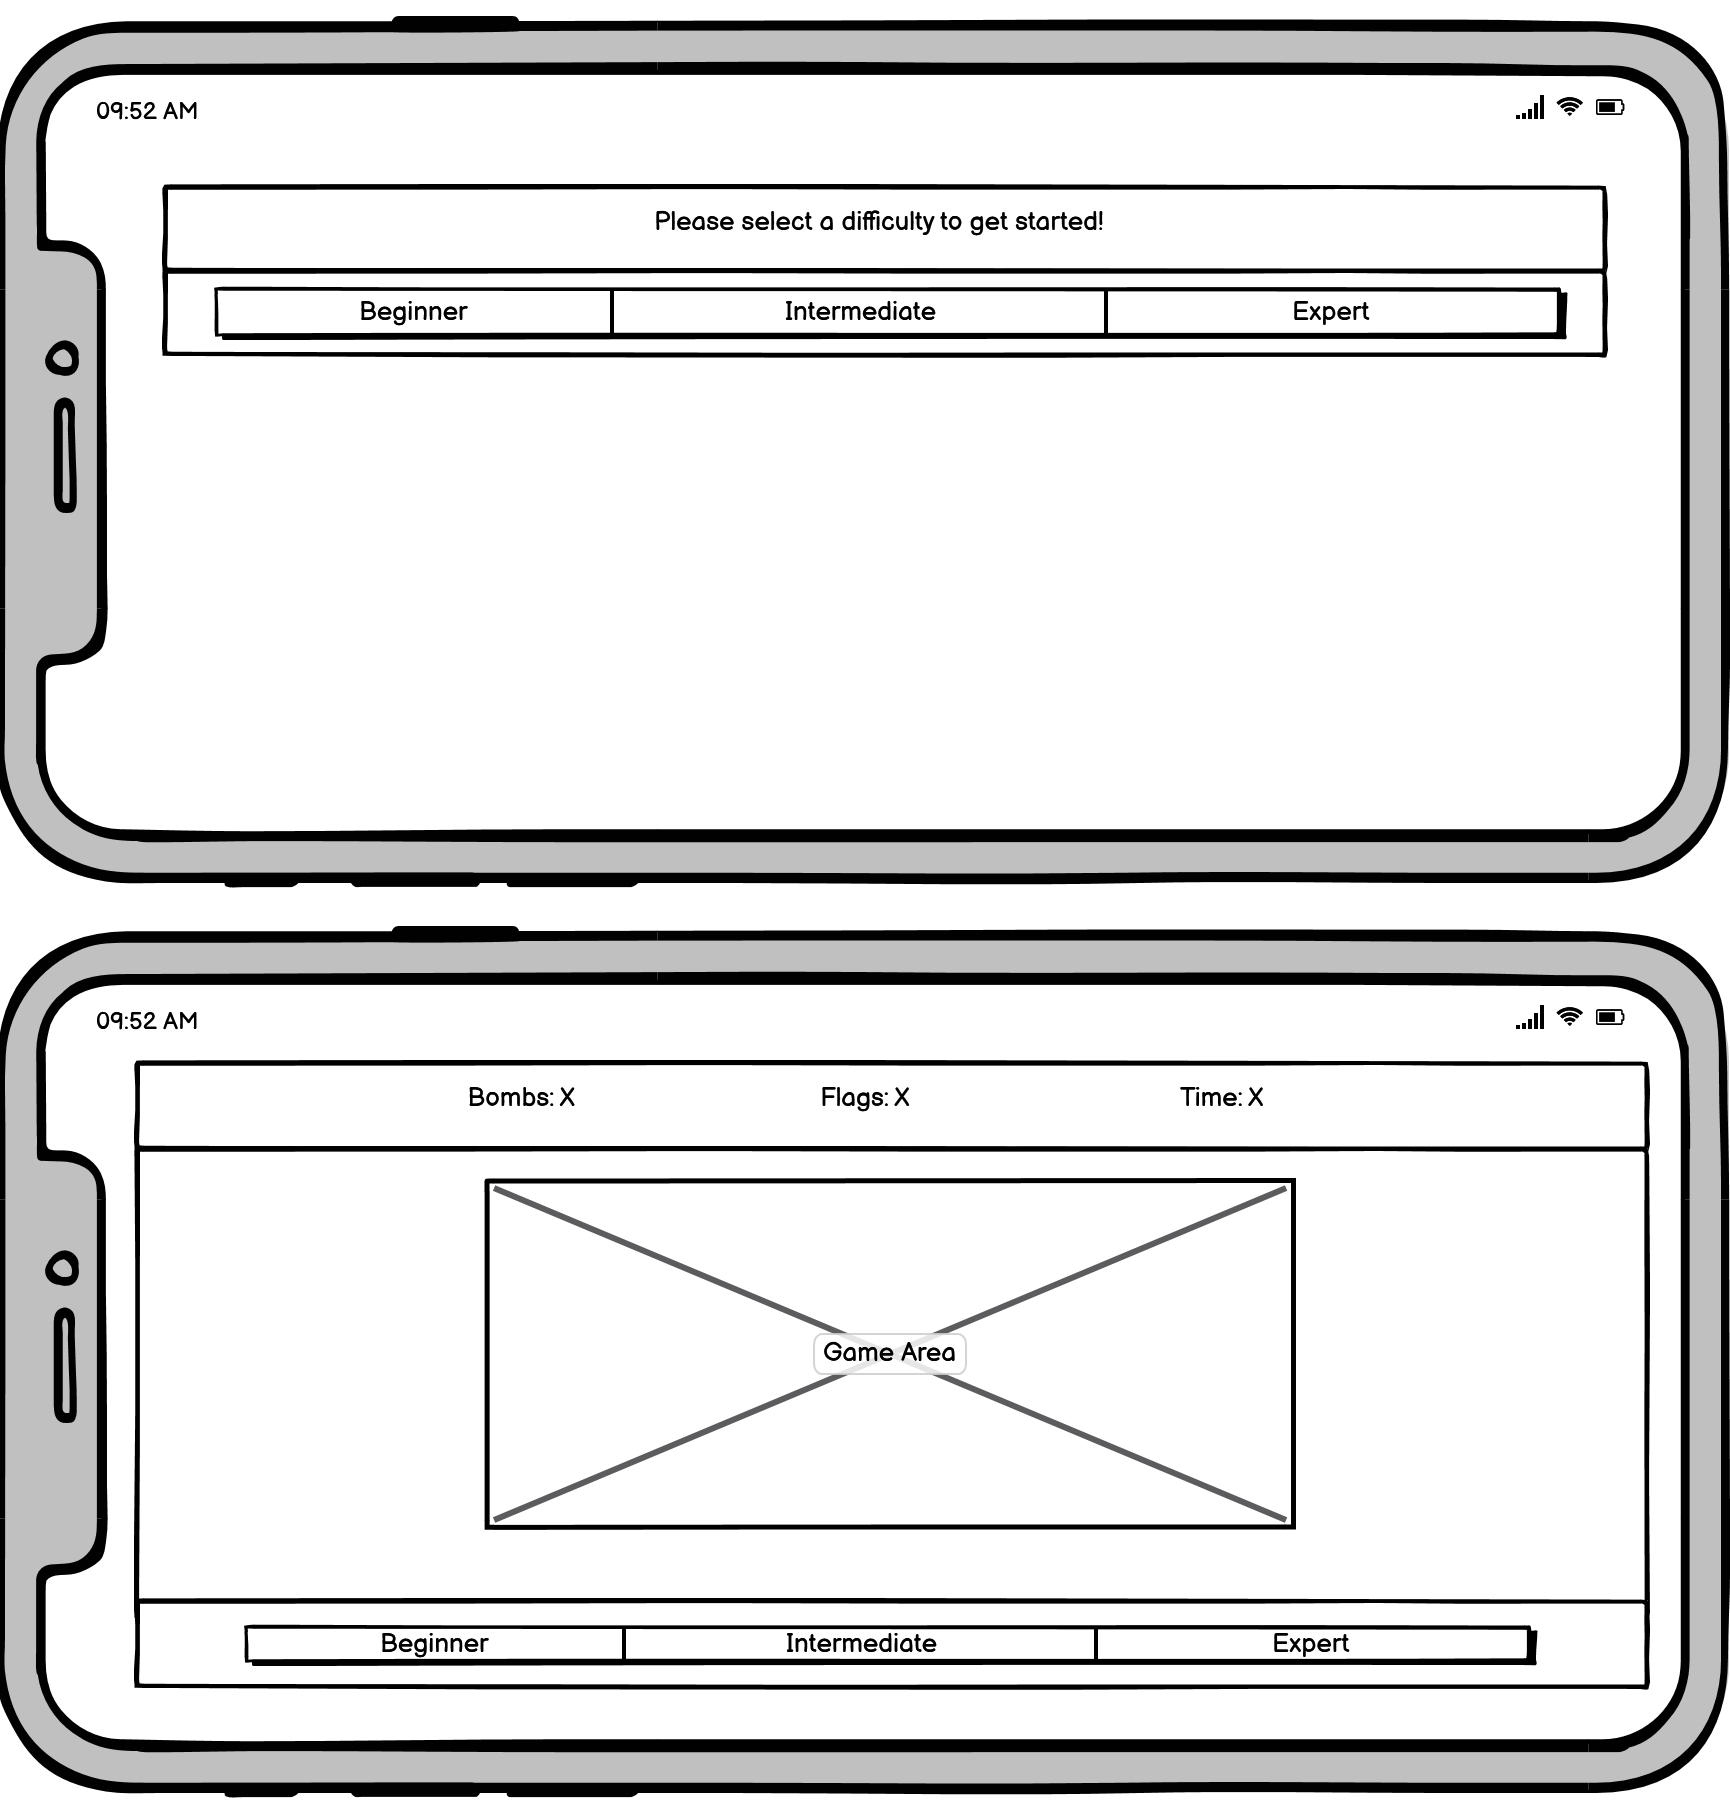 09:52 AM
Please select a difficulty to get started!
Beginner Intermediate Expert
09:52 AM
Bombs: X Flags: X Time: X
Game Area
Beginner Intermediate Expert